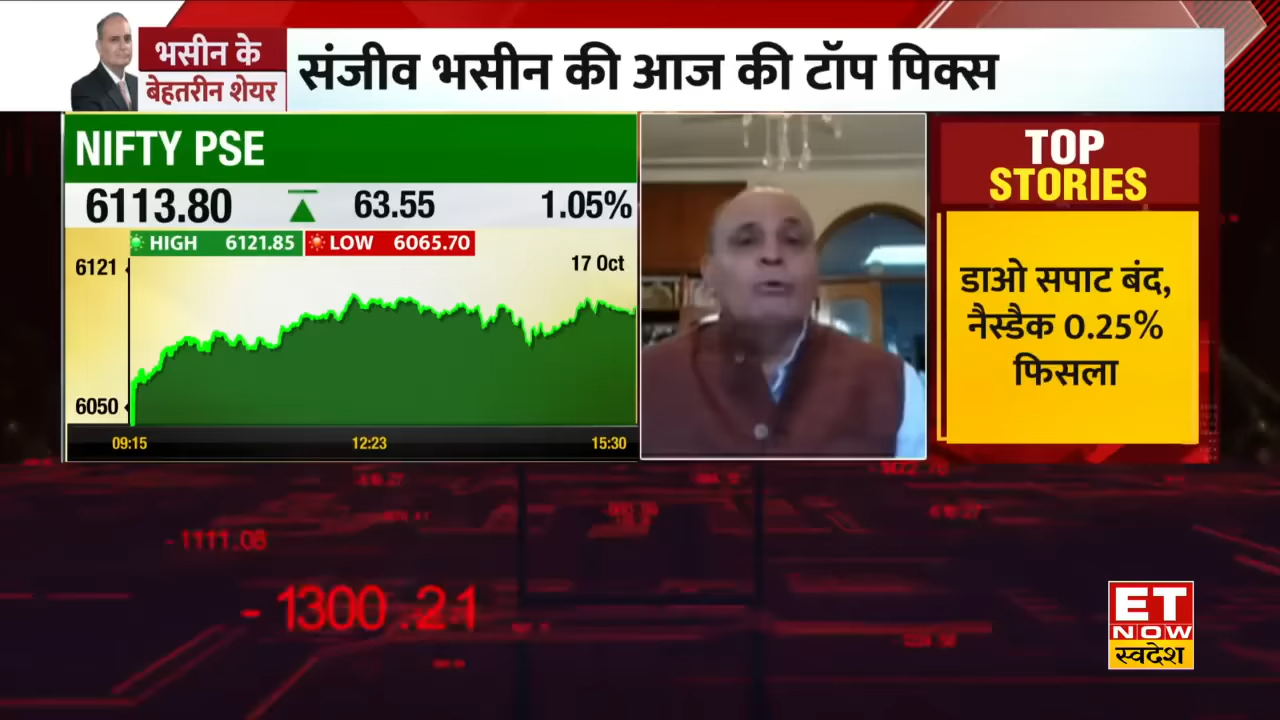 भसीन के
बेहतरीन शेयर
संजीव भसीन की आज की टॉप पिक्स
NIFTY PSE
6113.80 63.55 1.05%
HIGH 6121.85 LOW 6065.70
6121
17 Oct
6050
09:15 12:23 15:30
TOP
STORIES
डाओ सपाट बंद,
नैस्डैक 0.25%
फिसला
-1111.08
-1300.21
ET
NOW
स्वदेश